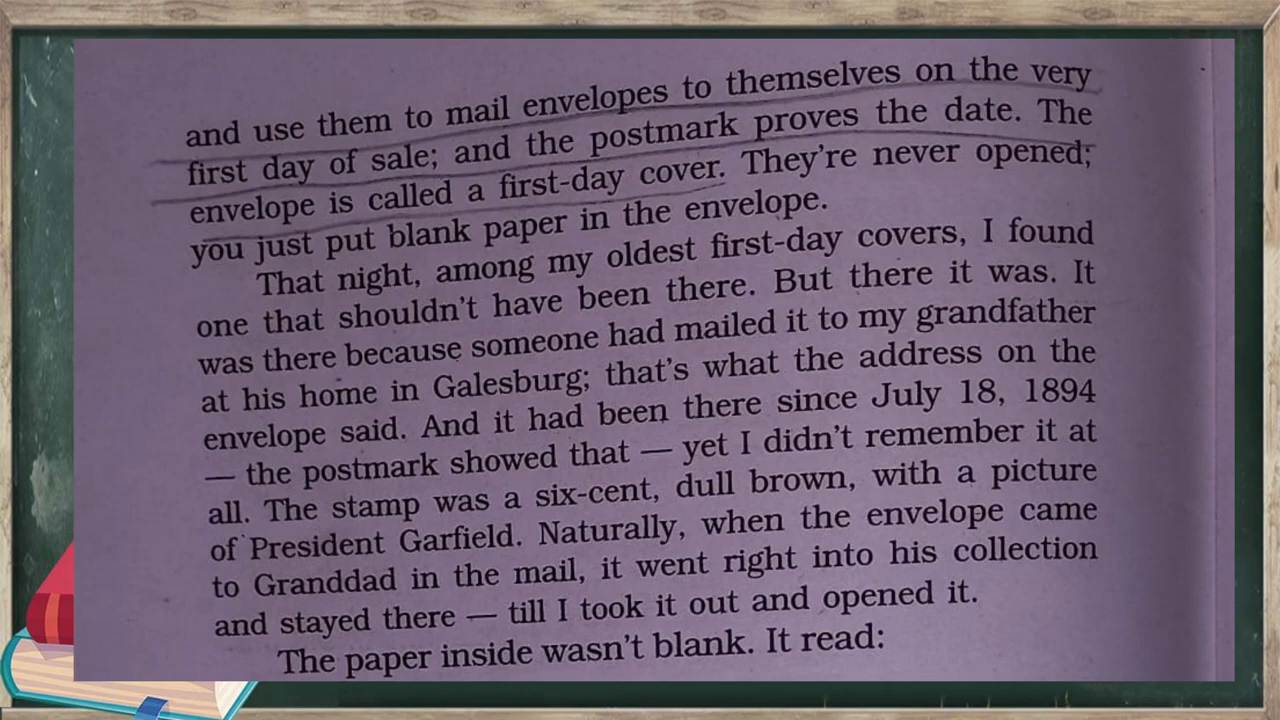 and use them to mail envelopes to themselves on the very
first day of sale; and the postmark proves the date. The
envelope is called a first-day cover. They're never opened;
you just put blank paper in the envelope.
That night, among my oldest first-day covers, I found
one that shouldn't have been there. But there it was. It
was there because someone had mailed it to my grandfather
at his home in Galesburg; that's what the address on the
envelope said. And it had been there since July 18, 1894
— the postmark showed that — yet I didn't remember it at
all. The stamp was a six-cent, dull brown, with a picture
of President Garfield. Naturally, when the envelope came
to Granddad in the mail, it went right into his collection
and stayed there — till I took it out and opened it.
The paper inside wasn't blank. It read: